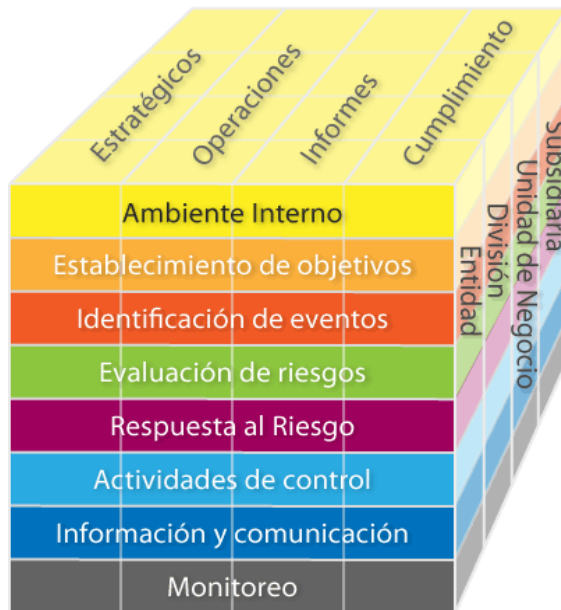 Estratégicos
Operaciones
Informes
Cumplimiento
Ambiente Interno
Establecimiento de objetivos
Identificación de eventos
Evaluación de riesgos
Respuesta al Riesgo
Actividades de control
Información y comunicación
Monitoreo
Entidad
División
Unidad de Negocio
Subsidiaria